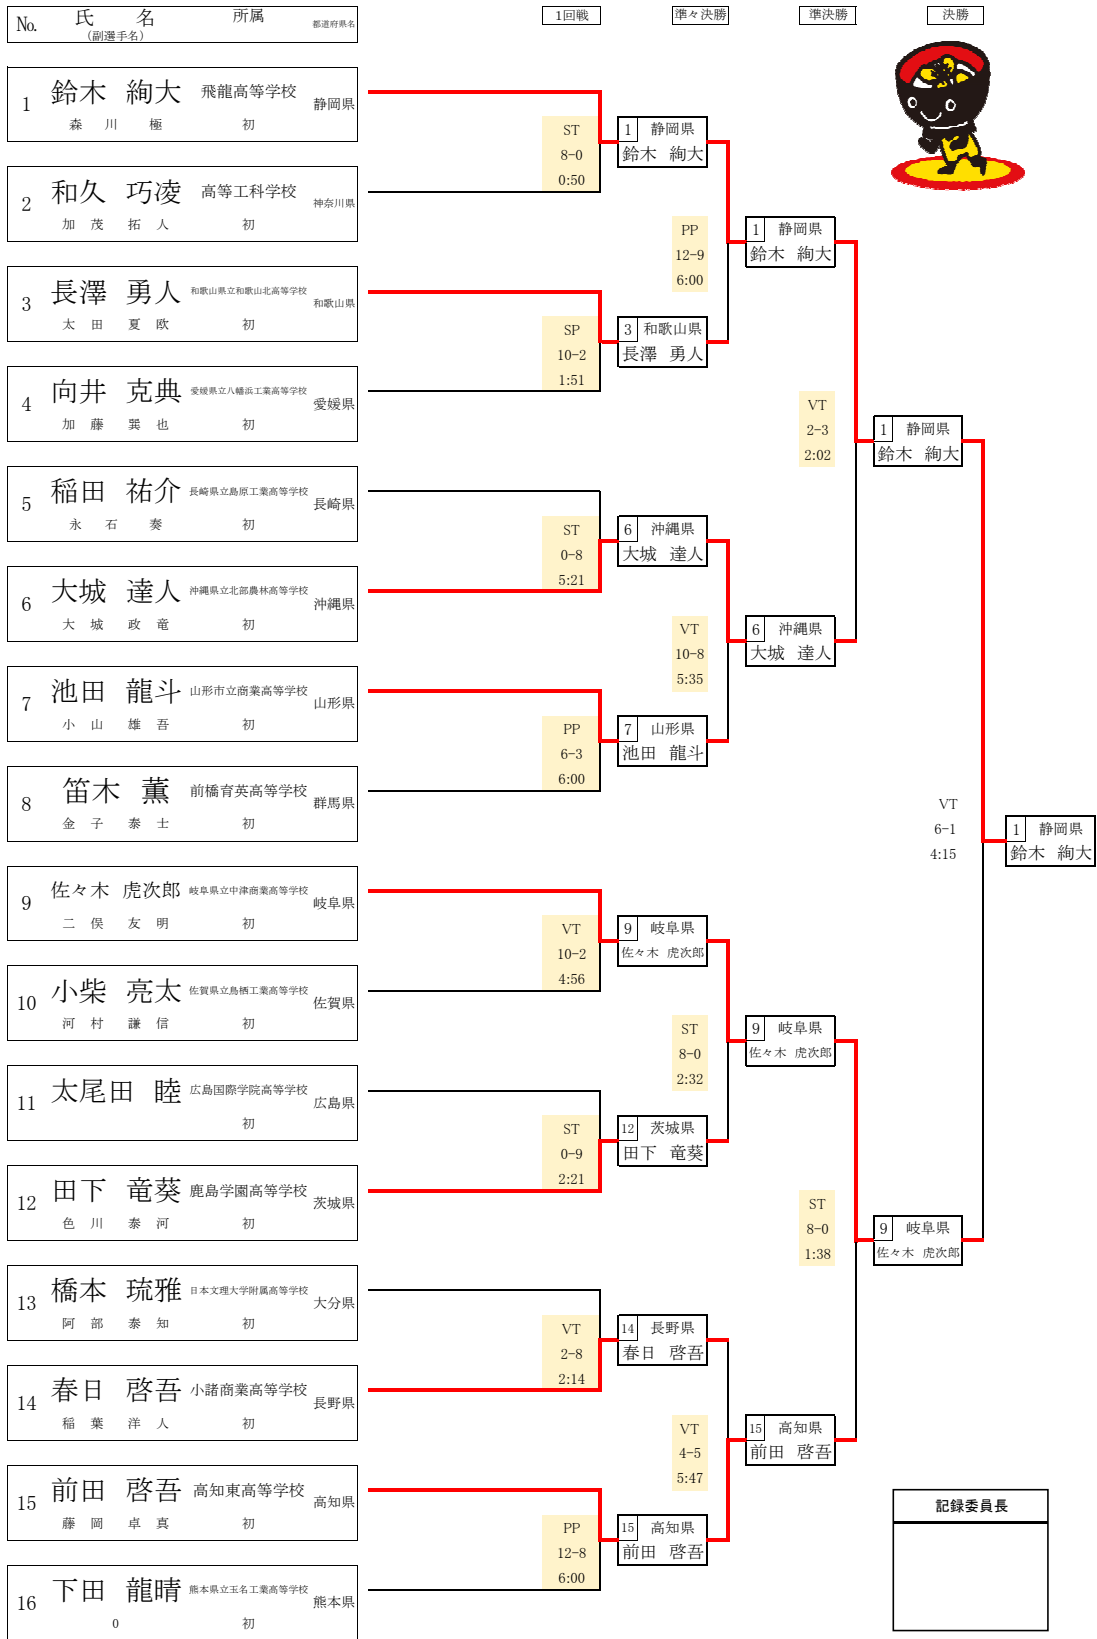 No. 氏 名 所属 都道府県名
(副選手名)
1回戦 準々決勝 準決勝 決勝
1 鈴木 絢大 飛龍高等学校 静岡県
森 川 極 初
2 和久 巧凌 高等工科学校 神奈川県
加 茂 拓 人 初
3 長澤 勇人 和歌山県立和歌山北高等学校 和歌山県
太 田 夏 欧 初
4 向井 克典 愛媛県立八幡浜工業高等学校 愛媛県
加 藤 巽 也 初
5 稲田 祐介 長崎県立島原工業高等学校 長崎県
永 石 奏 初
6 大城 達人 沖縄県立北部農林高等学校 沖縄県
大 城 政 竜 初
7 池田 龍斗 山形市立商業高等学校 山形県
小 山 雄 吾 初
8 笛木 薫 前橋育英高等学校 群馬県
金 子 泰 士 初
9 佐々木 虎次郎 岐阜県立中津商業高等学校 岐阜県
二 俣 友 明 初
10 小柴 亮太 佐賀県立鳥栖工業高等学校 佐賀県
河 村 謙 信 初
11 太尾田 睦 広島国際学院高等学校 広島県
初
12 田下 竜葵 鹿島学園高等学校 茨城県
色 川 泰 河 初
13 橋本 琉雅 日本文理大学附属高等学校 大分県
阿 部 泰 知 初
14 春日 啓吾 小諸商業高等学校 長野県
稲 葉 洋 人 初
15 前田 啓吾 高知東高等学校 高知県
藤 岡 卓 真 初
16 下田 龍晴 熊本県立玉名工業高等学校 熊本県
0 初
ST
8-0
0:50
SP
10-2
1:51
ST
0-8
5:21
PP
6-3
6:00
VT
10-2
4:56
ST
0-9
2:21
VT
2-8
2:14
PP
12-8
6:00
1 静岡県
鈴木 絢大
3 和歌山県
長澤 勇人
6 沖縄県
大城 達人
7 山形県
池田 龍斗
9 岐阜県
佐々木 虎次郎
12 茨城県
田下 竜葵
14 長野県
春日 啓吾
15 高知県
前田 啓吾
PP
12-9
6:00
VT
10-8
5:35
ST
8-0
2:32
VT
4-5
5:47
1 静岡県
鈴木 絢大
6 沖縄県
大城 達人
9 岐阜県
佐々木 虎次郎
15 高知県
前田 啓吾
VT
2-3
2:02
ST
8-0
1:38
1 静岡県
鈴木 絢大
9 岐阜県
佐々木 虎次郎
VT
6-1
4:15
1 静岡県
鈴木 絢大
記録委員長